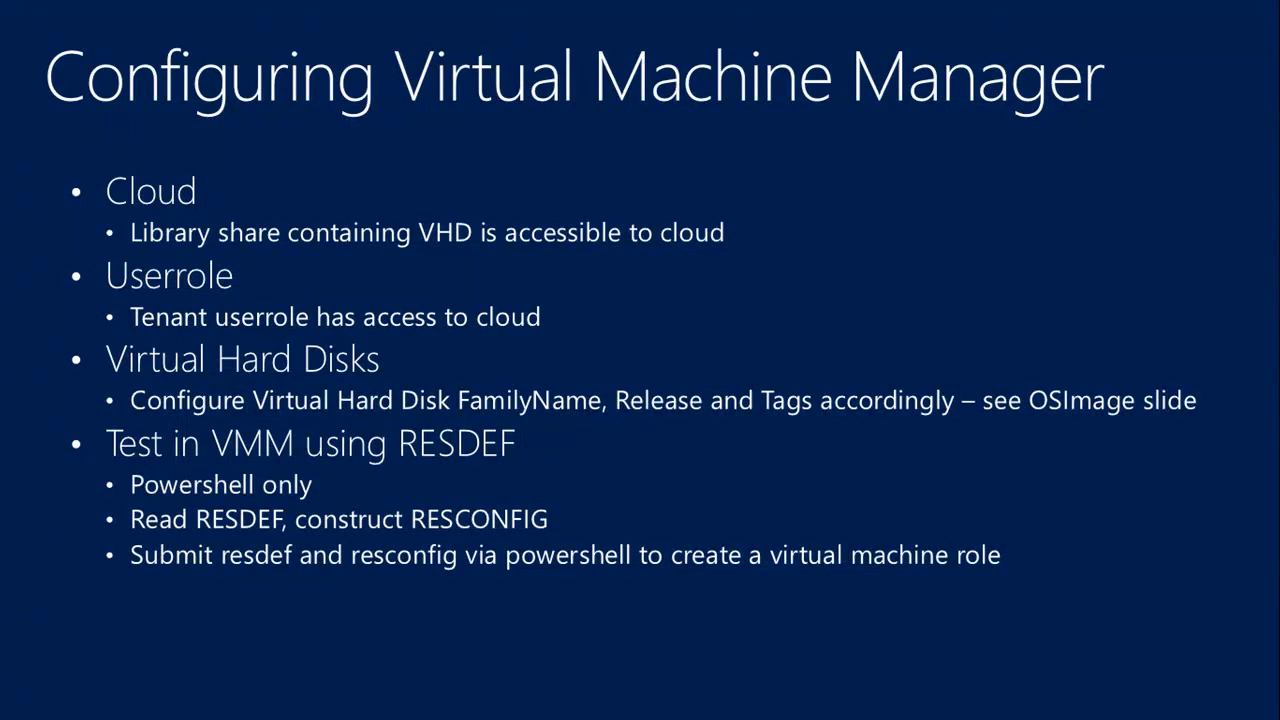 Configuring Virtual Machine Manager
• Cloud
• Library share containing VHD is accessible to cloud
• Userrole
• Tenant userrole has access to cloud
• Virtual Hard Disks
• Configure Virtual Hard Disk FamilyName, Release and Tags accordingly – see OSImage slide
• Test in VMM using RESDEF
• Powershell only
• Read RESDEF, construct RESCONFIG
• Submit resdef and resconfig via powershell to create a virtual machine role